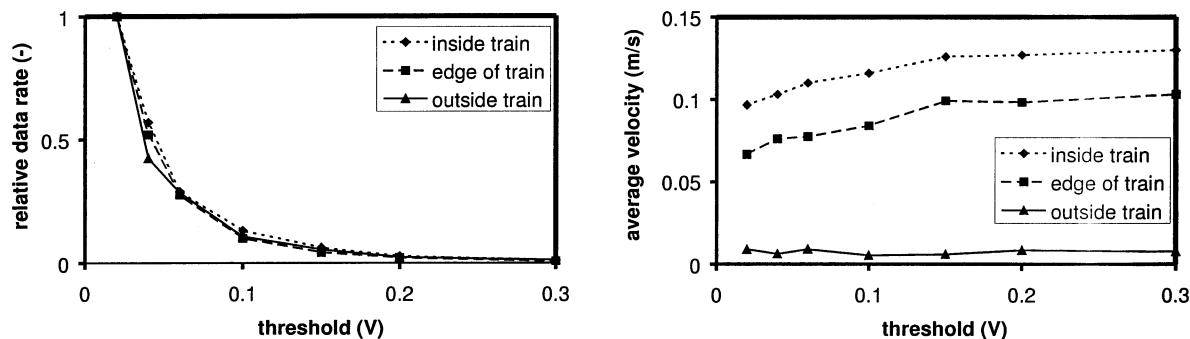 relative data rate (-)
1
0.5
0
0
0.1
0.2
0.3
threshold (V)
inside train
edge of train
outside train
average velocity (m/s)
0.15
0.1
0.05
0
0
0.1
0.2
0.3
threshold (V)
inside train
edge of train
outside train